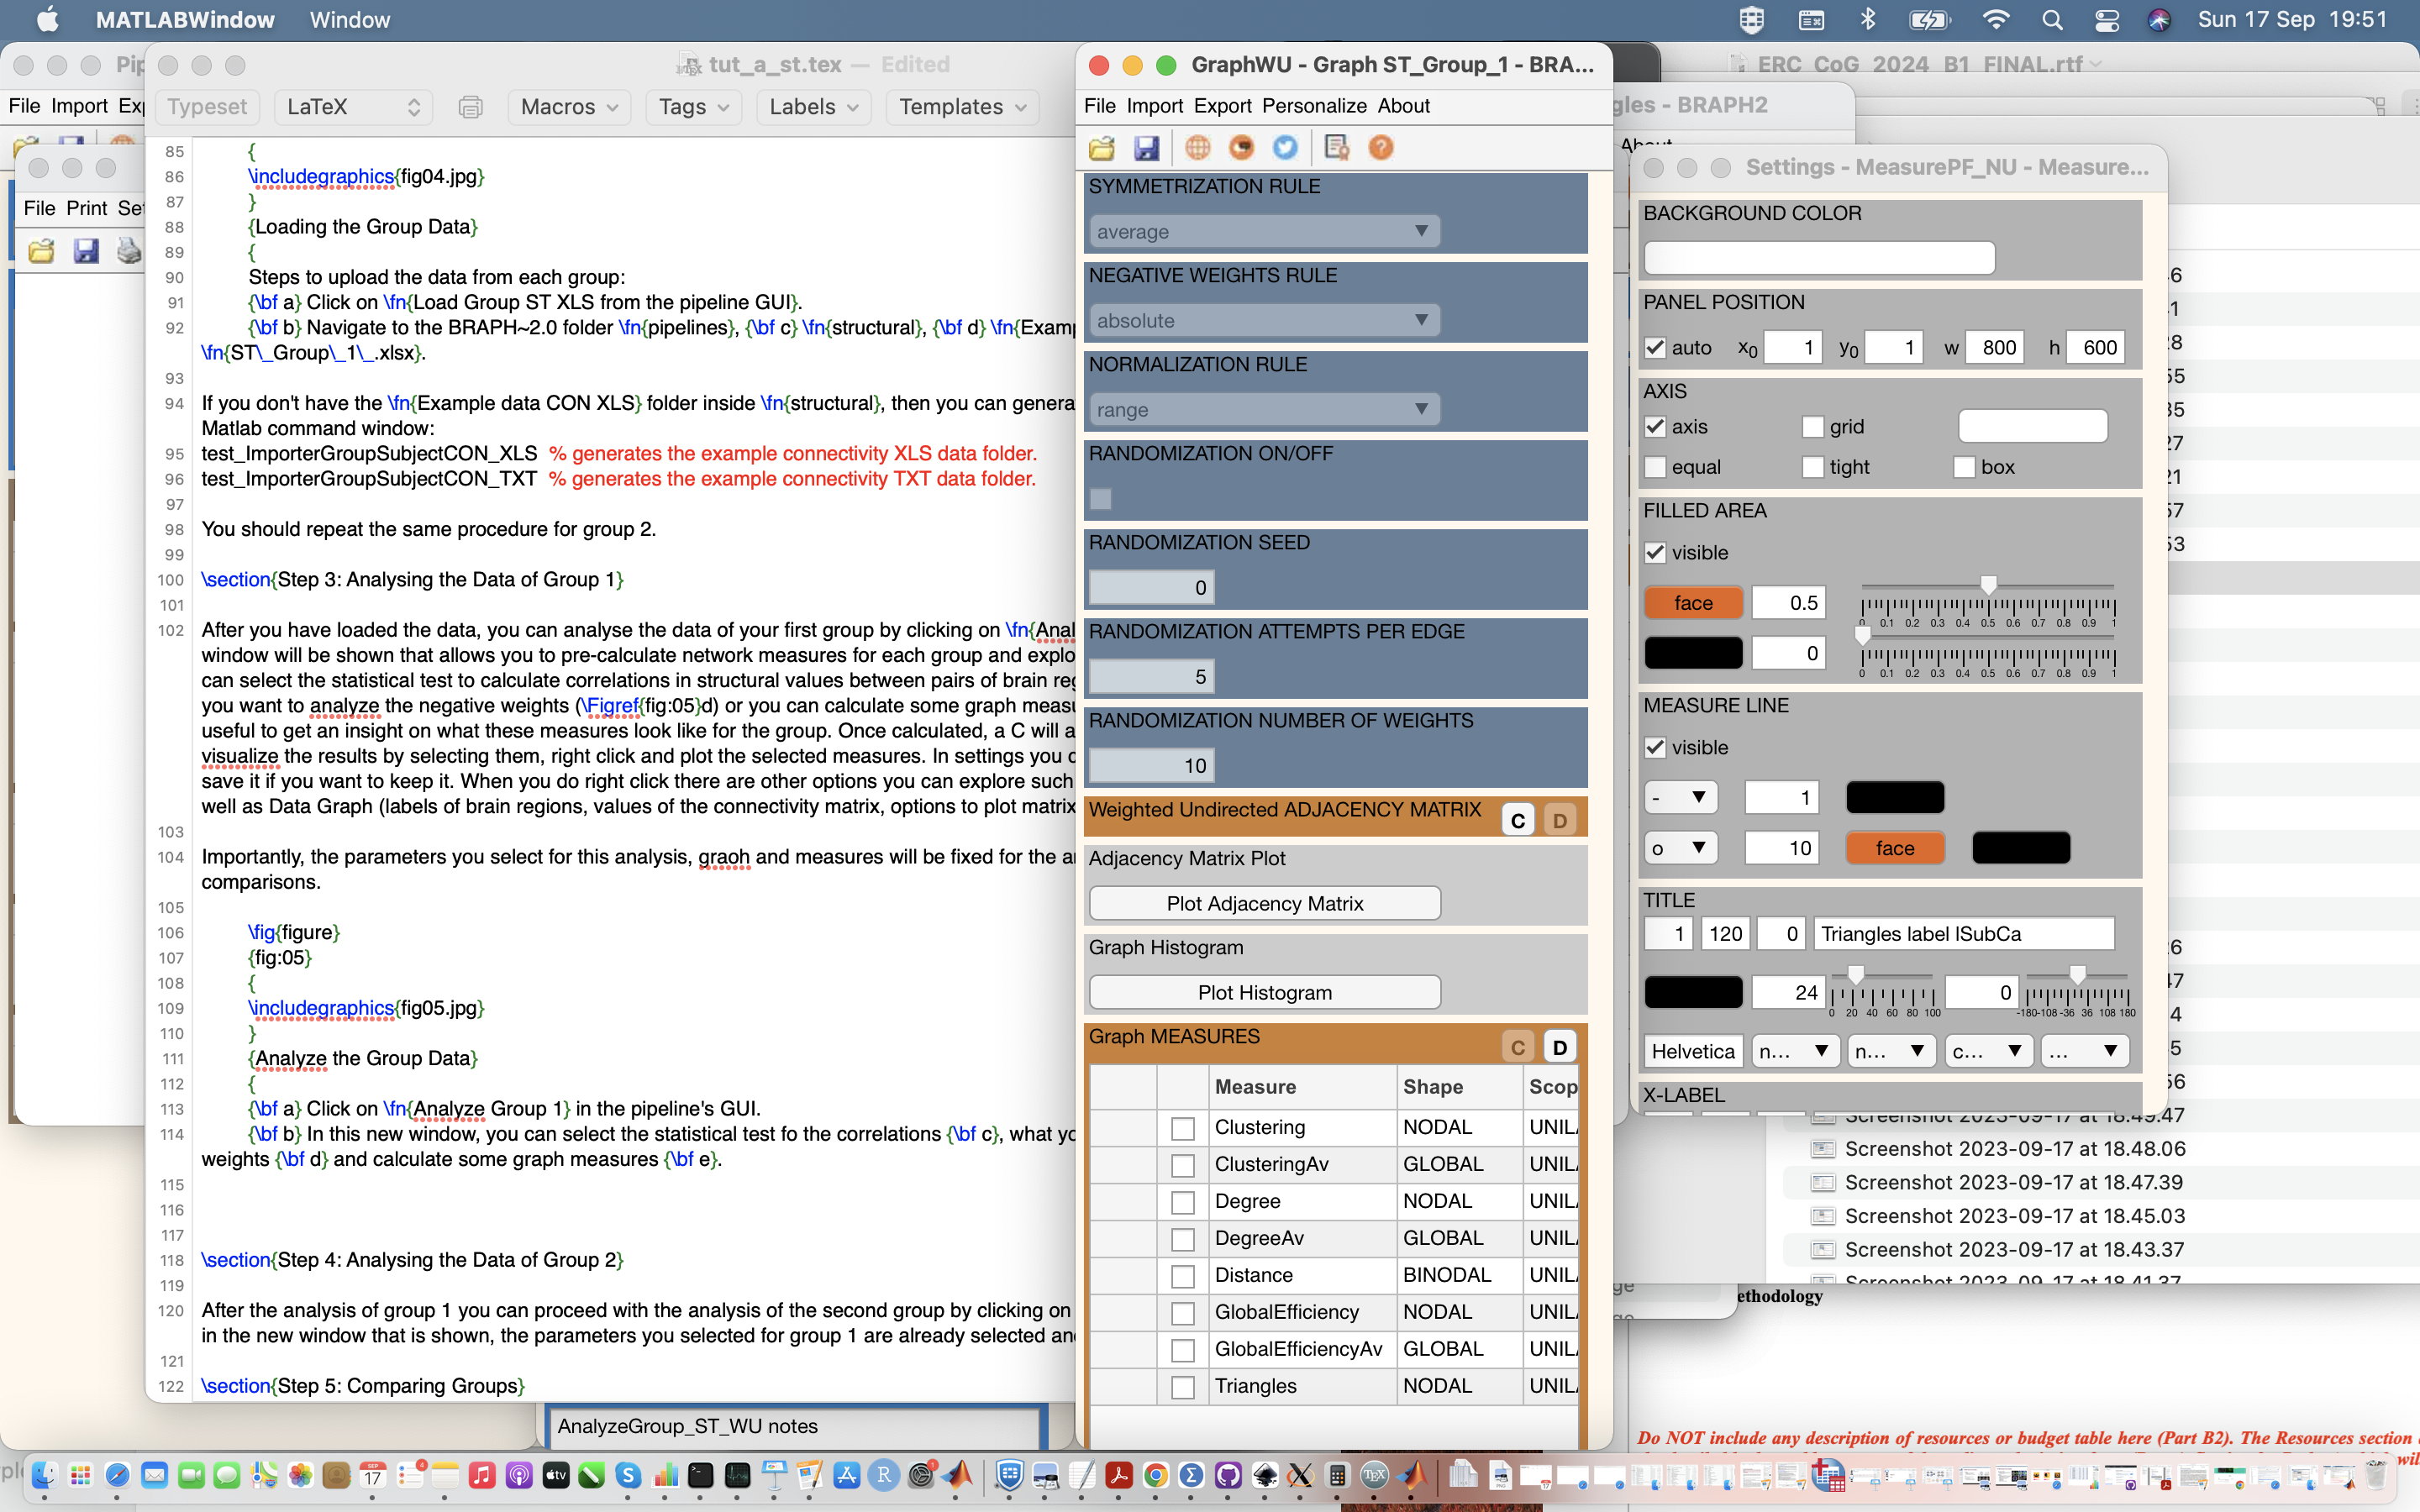 MATLABWindow Window
Sun 17 Sep 19:51
File Import
File Print
tut_a_st.tex — Edited
Typeset LaTeX Macros Tags Labels Templates
85 {
86 \includegraphics{fig04.jpg}
87 }
88 {Loading the Group Data}
89 {
90 Steps to upload the data from each group:
91 {\bf a} Click on \fn{Load Group ST XLS from the pipeline GUI}.
92 {\bf b} Navigate to the BRAPH~2.0 folder \fn{pipelines}, {\bf c} \fn{structural}, {\bf d} \fn{Examp
\fn{ST\_Group\_1\_.xlsx}.
93
94 If you don't have the \fn{Example data CON XLS} folder inside \fn{structural}, then you can genera
Matlab command window:
95 test_ImporterGroupSubjectCON_XLS % generates the example connectivity XLS data folder.
96 test_ImporterGroupSubjectCON_TXT % generates the example connectivity TXT data folder.
97
98 You should repeat the same procedure for group 2.
99
100 \section{Step 3: Analysing the Data of Group 1}
101
102 After you have loaded the data, you can analyse the data of your first group by clicking on \fn{Anal
window will be shown that allows you to pre-calculate network measures for each group and explo
can select the statistical test to calculate correlations in structural values between pairs of brain reg
you want to analyze the negative weights (\Figref{fig:05}d) or you can calculate some graph measu
useful to get an insight on what these measures look like for the group. Once calculated, a C will a
visualize the results by selecting them, right click and plot the selected measures. In settings you c
save it if you want to keep it. When you do right click there are other options you can explore such
well as Data Graph (labels of brain regions, values of the connectivity matrix, options to plot matrix
103
104 Importantly, the parameters you select for this analysis, graoh and measures will be fixed for the a
comparisons.
105
106 \fig{figure}
107 {fig:05}
108 {
109 \includegraphics{fig05.jpg}
110 }
111 {Analyze the Group Data}
112 {
113 {\bf a} Click on \fn{Analyze Group 1} in the pipeline's GUI.
114 {\bf b} In this new window, you can select the statistical test fo the correlations {\bf c}, what yo
weights {\bf d} and calculate some graph measures {\bf e}.
115
116
117
118 \section{Step 4: Analysing the Data of Group 2}
119
120 After the analysis of group 1 you can proceed with the analysis of the second group by clicking on
in the new window that is shown, the parameters you selected for group 1 are already selected an
121
122 \section{Step 5: Comparing Groups}
AnalyzeGroup_ST_WU notes
GraphWU - Graph ST_Group_1 - BRA...
File Import Export Personalize About
SYMMETRIZATION RULE
average
NEGATIVE WEIGHTS RULE
absolute
NORMALIZATION RULE
range
RANDOMIZATION ON/OFF
RANDOMIZATION SEED
0
RANDOMIZATION ATTEMPTS PER EDGE
5
RANDOMIZATION NUMBER OF WEIGHTS
10
Weighted Undirected ADJACENCY MATRIX C D
Adjacency Matrix Plot
Plot Adjacency Matrix
Graph Histogram
Plot Histogram
Graph MEASURES C D
Measure Shape Scop
Clustering NODAL UNIL
ClusteringAv GLOBAL UNIL
Degree NODAL UNIL
DegreeAv GLOBAL UNIL
Distance BINODAL UNIL
GlobalEfficiency NODAL UNIL
GlobalEfficiencyAv GLOBAL UNIL
Triangles NODAL UNIL
ERC_CoG_2024_B1_FINAL.rtf
gles - BRAPH2
Settings - MeasurePF_NU - Measure...
BACKGROUND COLOR
PANEL POSITION
auto x0 1 y0 1 w 800 h 600
AXIS
axis grid
equal tight box
FILLED AREA
visible
face 0.5
0 0.1 0.2 0.3 0.4 0.5 0.6 0.7 0.8 0.9 1
0
0 0.1 0.2 0.3 0.4 0.5 0.6 0.7 0.8 0.9 1
MEASURE LINE
visible
- 1
o 10 face
TITLE
1 120 0 Triangles label lSubCa
24 0
0 20 40 60 80 100 -180-108 -36 36 108 180
Helvetica n... n... c... ...
X-LABEL
Screenshot 2023-09-17 at 18.48.06
Screenshot 2023-09-17 at 18.47.39
Screenshot 2023-09-17 at 18.45.03
Screenshot 2023-09-17 at 18.43.37
Screenshot 2023-09-17 at 18.41.37
ethodology
Do NOT include any description of resources or budget table here (Part B2). The Resources section